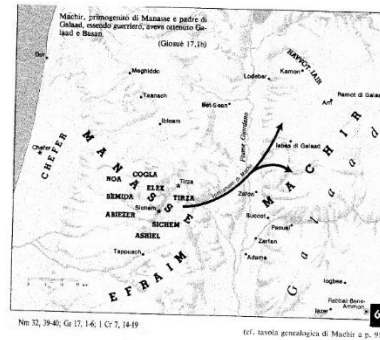 Machir, primogenito di Manasse e padre di
Galaad, essendo guerriero, aveva ottenuto Ga-
laad e Basan.
(Giosuè 17,1b)
Dor
Meghiddo
Taanach
Ibleam
Bet-Sean
Lodebar
Kamon
HAVVOT-IAIR
Ramot di Galaad
Iabes di Galaad
Chefer
CHEFER
MANASSE
NOA
COGLA
ELEK
Tirza
TIRZA
SEMIDA
Sichem
ABIEZER
SICHEM
ASRIEL
Tappuach
EFRAIM
Fiume Giordano
MACHIR
Galaad
Zafon
Succot
Penuel
Zartan
Adama
Iogbea
Iazer
Rabbat-Bene-
Ammon
G
Nm 32, 39-40; Gs 17, 1-6; 1 Cr 7, 14-19
(cf. tavola genealogica di Machir a p. 9